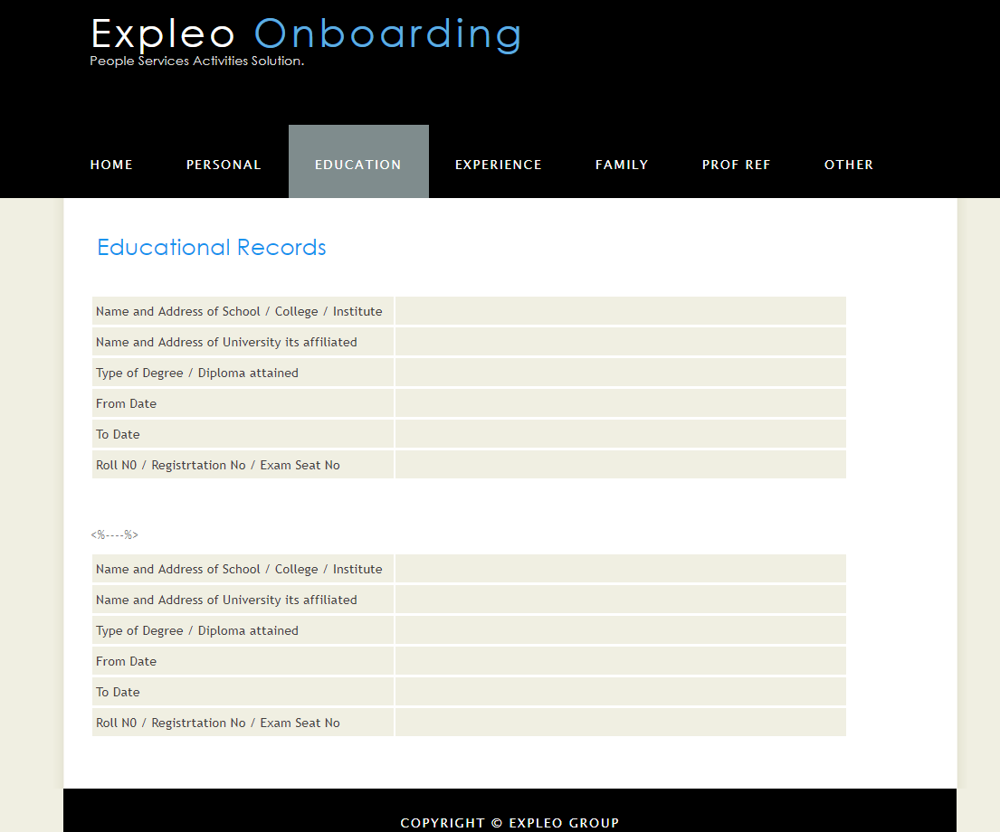 Expleo Onboarding
People Services Activities Solution.
HOME PERSONAL EDUCATION EXPERIENCE FAMILY PROF REF OTHER
Educational Records
Name and Address of School / College / Institute
Name and Address of University its affiliated
Type of Degree / Diploma attained
From Date
To Date
Roll N0 / Registrtation No / Exam Seat No
<%----%>
Name and Address of School / College / Institute
Name and Address of University its affiliated
Type of Degree / Diploma attained
From Date
To Date
Roll N0 / Registrtation No / Exam Seat No
COPYRIGHT © EXPLEO GROUP